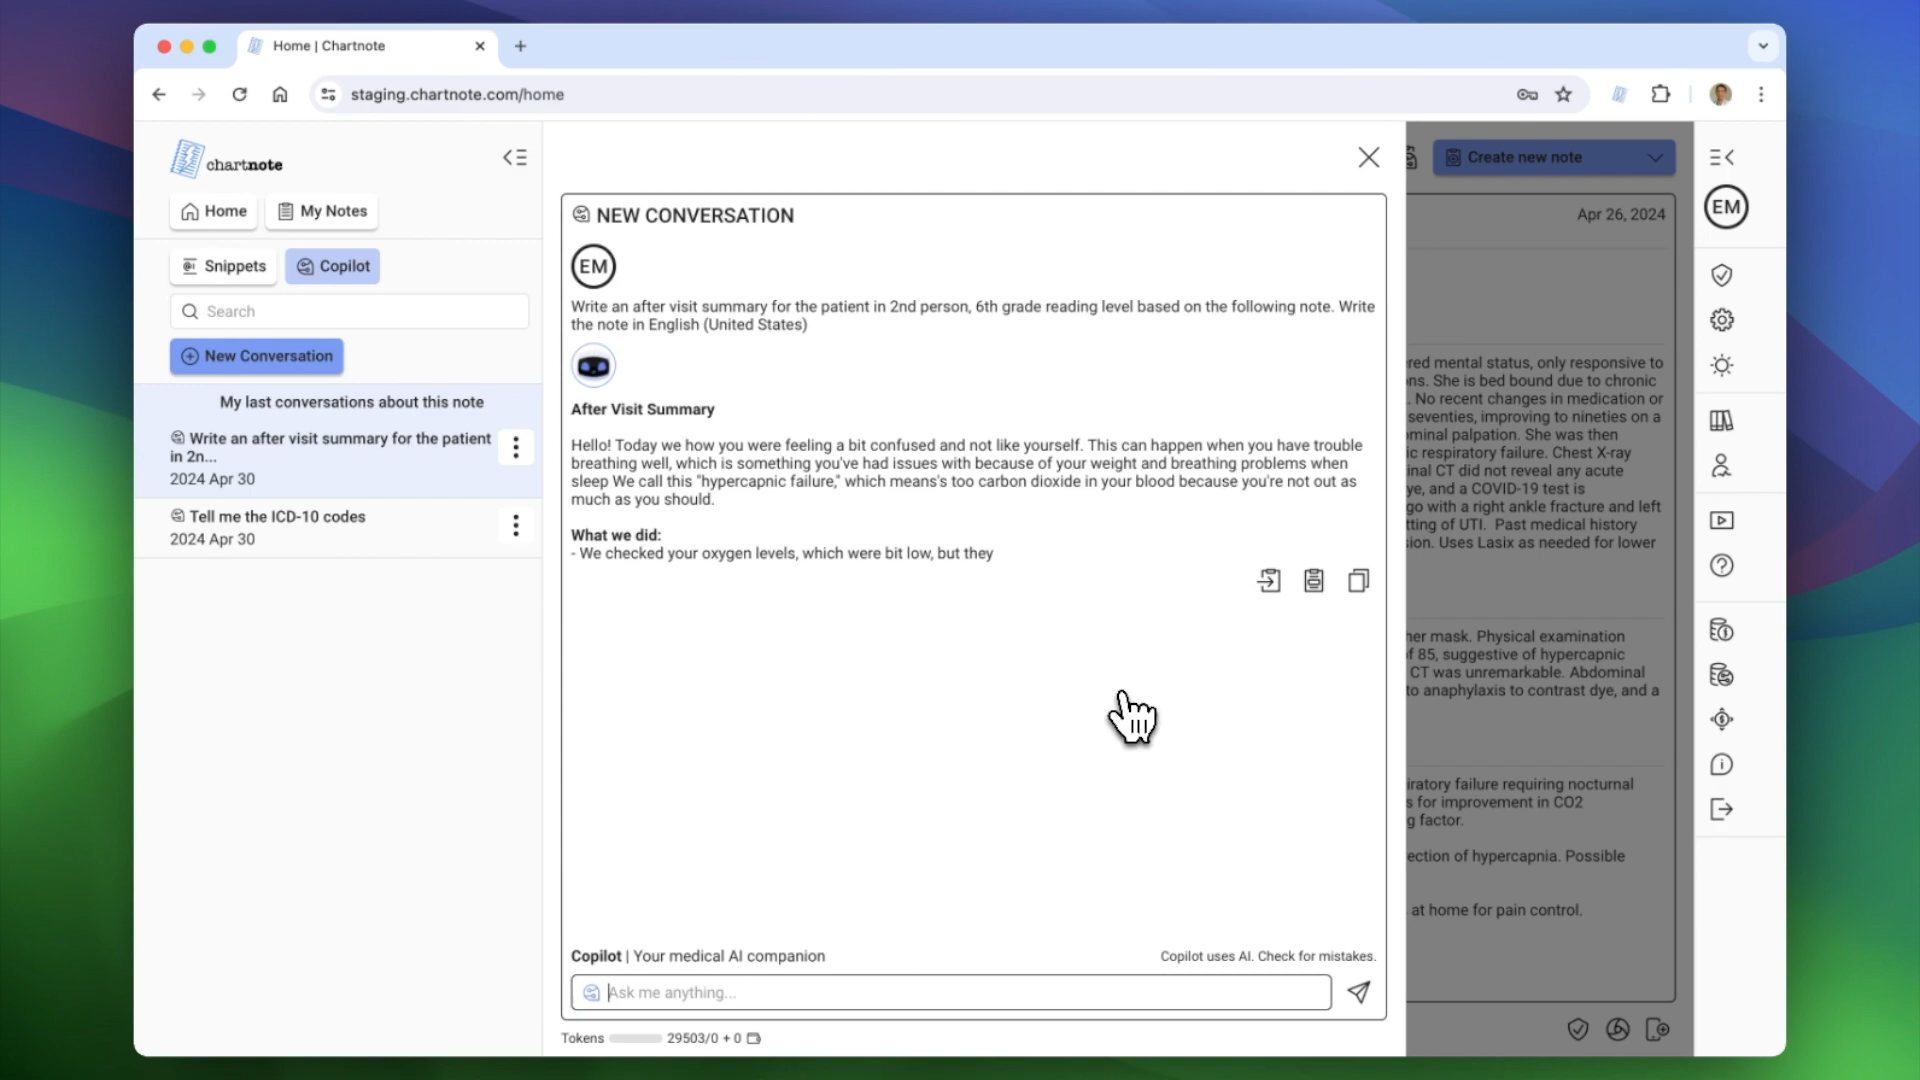 Home | Chartnote
staging.chartnote.com/home
chartnote
Home
My Notes
Snippets
Copilot
Search
New Conversation
My last conversations about this note
Write an after visit summary for the patient
in 2n...
2024 Apr 30
Tell me the ICD-10 codes
2024 Apr 30
NEW CONVERSATION
EM
Write an after visit summary for the patient in 2nd person, 6th grade reading level based on the following note. Write
the note in English (United States)
After Visit Summary
Hello! Today we how you were feeling a bit confused and not like yourself. This can happen when you have trouble
breathing well, which is something you've had issues with because of your weight and breathing problems when
sleep We call this "hypercapnic failure," which means's too carbon dioxide in your blood because you're not out as
much as you should.
What we did:
- We checked your oxygen levels, which were bit low, but they
Copilot | Your medical AI companion
Copilot uses AI. Check for mistakes.
Ask me anything...
Tokens 29503/0 + 0
Create new note
Apr 26, 2024
red mental status, only responsive to
ns. She is bed bound due to chronic
. No recent changes in medication or
seventies, improving to nineties on a
ominal palpation. She was then
ic respiratory failure. Chest X-ray
inal CT did not reveal any acute
ye, and a COVID-19 test is
go with a right ankle fracture and left
tting of UTI. Past medical history
sion. Uses Lasix as needed for lower
her mask. Physical examination
f 85, suggestive of hypercapnic
CT was unremarkable. Abdominal
to anaphylaxis to contrast dye, and a
iratory failure requiring nocturnal
s for improvement in CO2
g factor.
ection of hypercapnia. Possible
at home for pain control.
EM